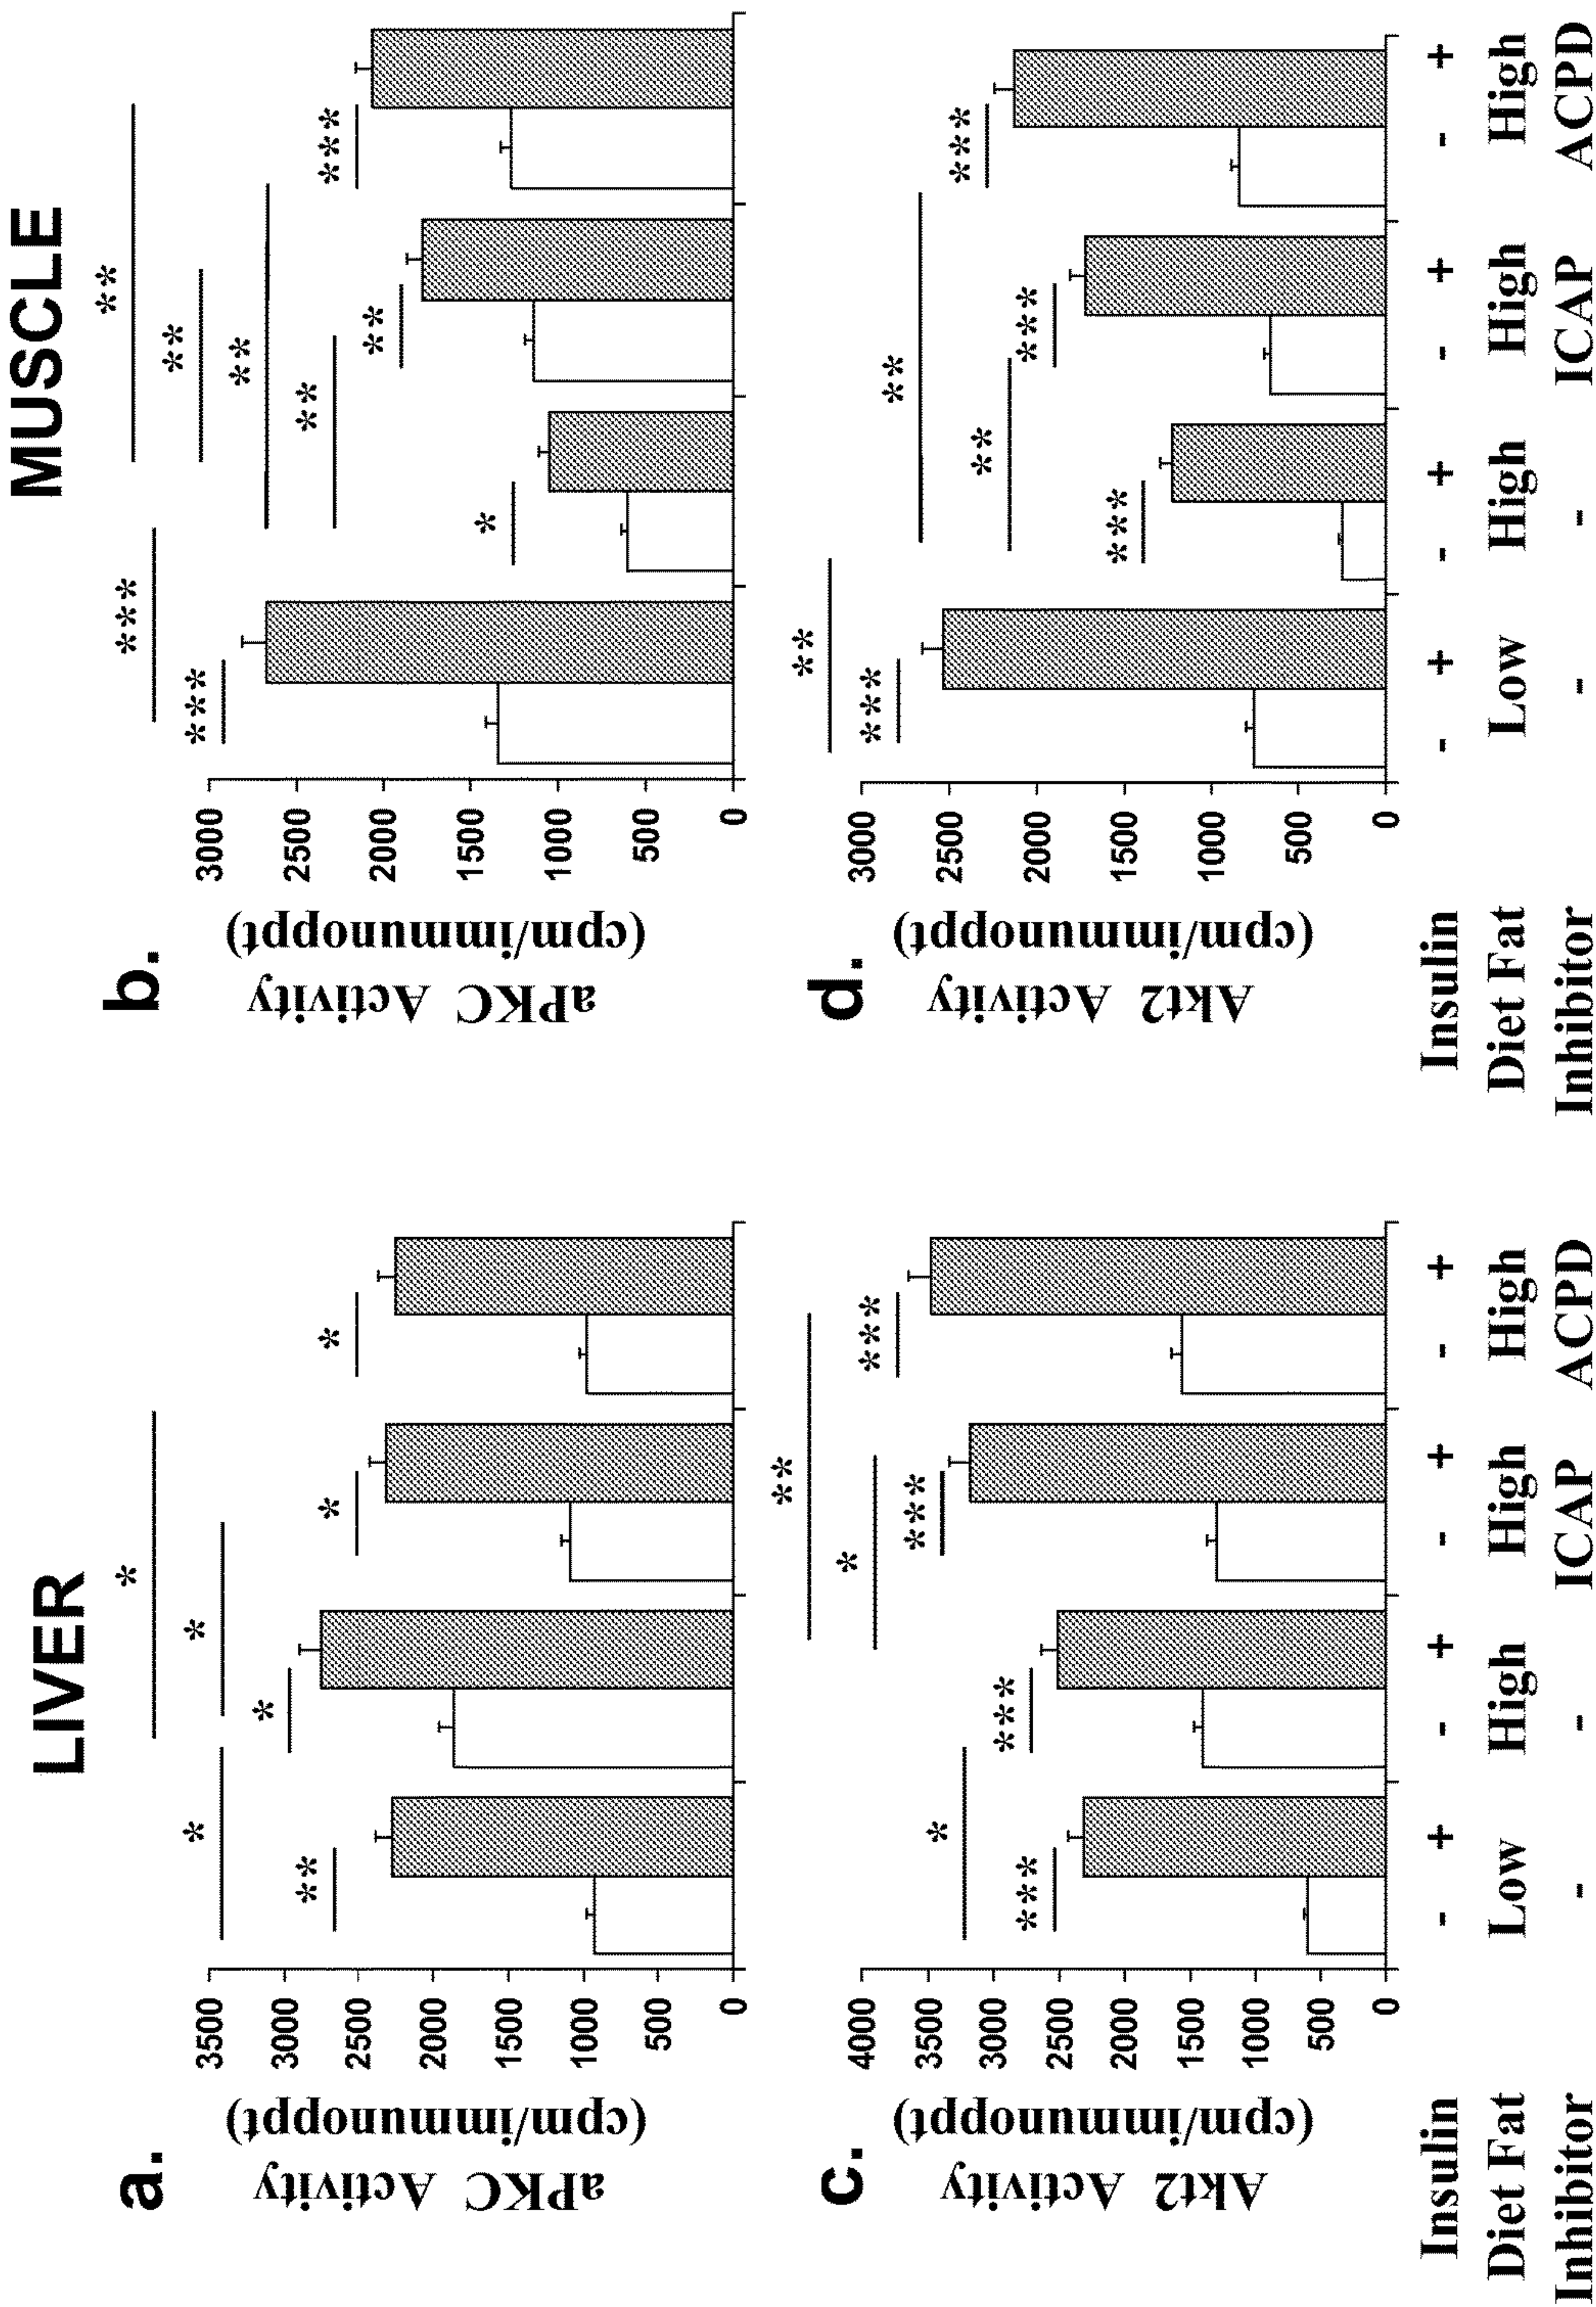 LIVER
a.
aPKC Activity
(cpm/immunoppt)
3500
3000
2500
2000
1500
1000
500
0
* ** * * * * *
c.
Akt2 Activity
(cpm/immunoppt)
4000
3500
3000
2500
2000
1500
1000
500
0
* *** *** ** * *** ***
Insulin - + - + - + - +
Diet Fat Low High High High
Inhibitor - - ICAP ACPD
MUSCLE
b.
aPKC Activity
(cpm/immunoppt)
3000
2500
2000
1500
1000
500
0
*** *** ** ** ** ** * ** ***
d.
Akt2 Activity
(cpm/immunoppt)
3000
2500
2000
1500
1000
500
0
** *** ** ** *** *** ***
Insulin - + - + - + - +
Diet Fat Low High High High
Inhibitor - - ICAP ACPD